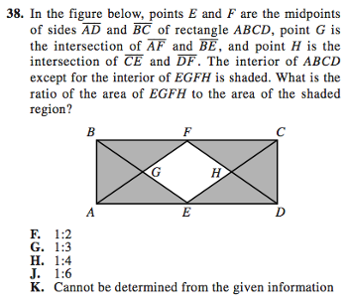 38. In the figure below, points E and F are the midpoints
of sides AD and BC of rectangle ABCD, point G is
the intersection of AF and BE, and point H is the
intersection of CE and DF. The interior of ABCD
except for the interior of EGFH is shaded. What is the
ratio of the area of EGFH to the area of the shaded
region?
B F C
G H
A E D
F. 1:2
G. 1:3
H. 1:4
J. 1:6
K. Cannot be determined from the given information